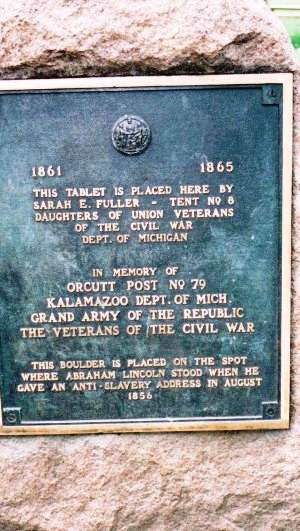 1861 1865
THIS TABLET IS PLACED HERE BY
SARAH E. FULLER - TENT Nº 8
DAUGHTERS OF UNION VETERANS
OF THE CIVIL WAR
DEPT. OF MICHIGAN
IN MEMORY OF
ORCUTT POST Nº 79
KALAMAZOO DEPT. OF MICH.
GRAND ARMY OF THE REPUBLIC
THE VETERANS OF THE CIVIL WAR
THIS BOULDER IS PLACED ON THE SPOT
WHERE ABRAHAM LINCOLN STOOD WHEN HE
GAVE AN ANTI-SLAVERY ADDRESS IN AUGUST
1856